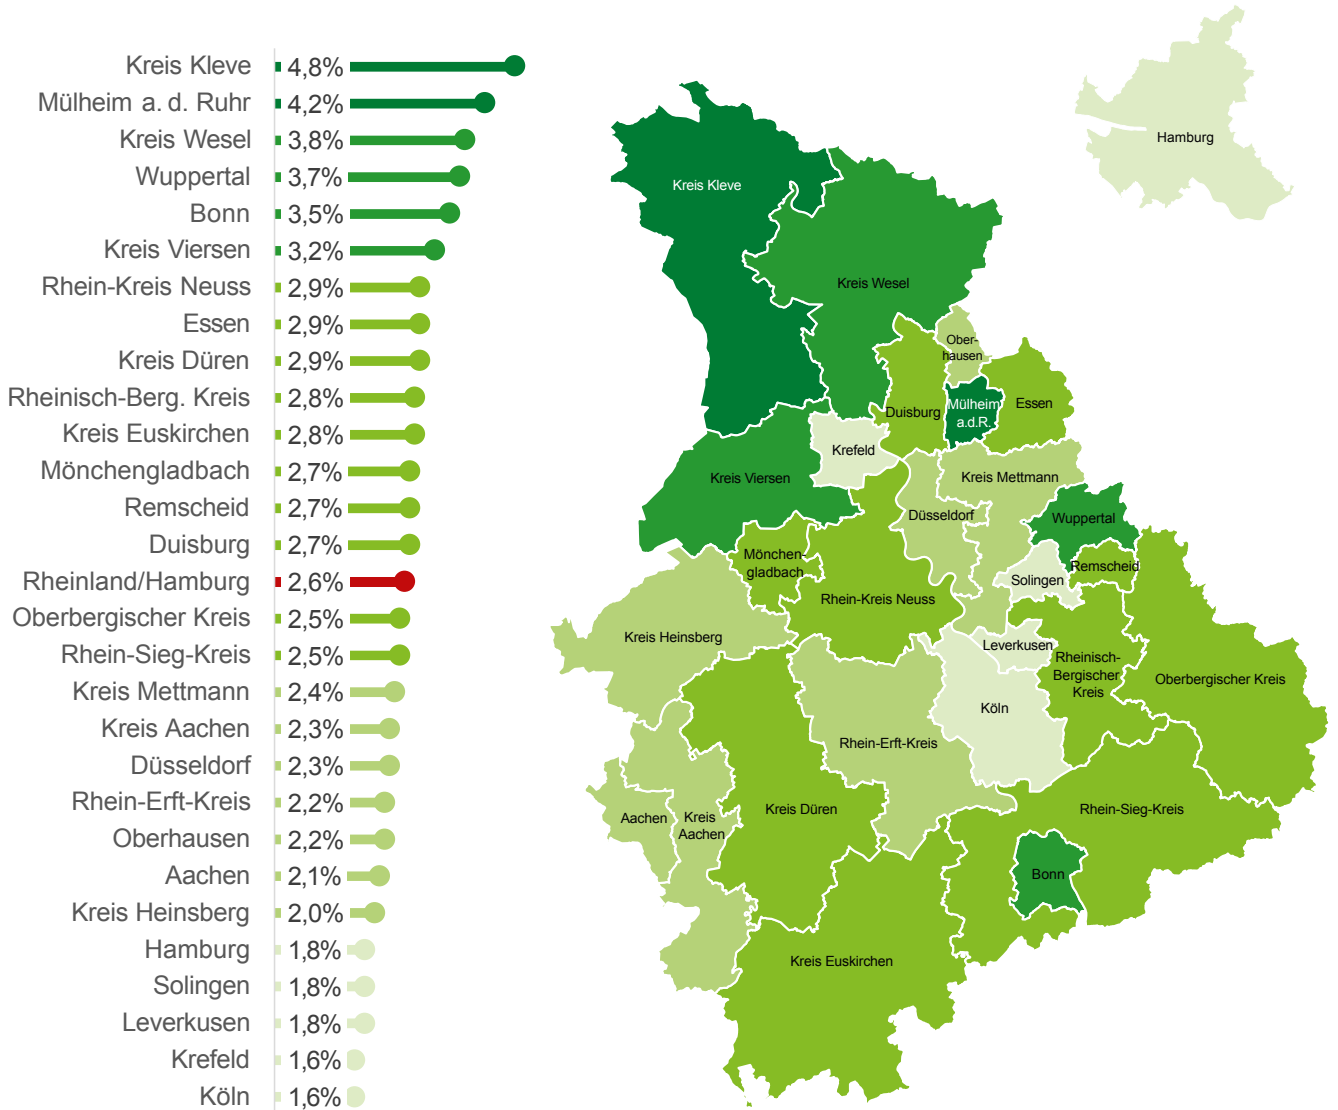 Kreis Kleve 4,8%
Mülheim a. d. Ruhr 4,2%
Kreis Wesel 3,8%
Wuppertal 3,7%
Bonn 3,5%
Kreis Viersen 3,2%
Rhein-Kreis Neuss 2,9%
Essen 2,9%
Kreis Düren 2,9%
Rheinisch-Berg. Kreis 2,8%
Kreis Euskirchen 2,8%
Mönchengladbach 2,7%
Remscheid 2,7%
Duisburg 2,7%
Rheinland/Hamburg 2,6%
Oberbergischer Kreis 2,5%
Rhein-Sieg-Kreis 2,5%
Kreis Mettmann 2,4%
Kreis Aachen 2,3%
Düsseldorf 2,3%
Rhein-Erft-Kreis 2,2%
Oberhausen 2,2%
Aachen 2,1%
Kreis Heinsberg 2,0%
Hamburg 1,8%
Solingen 1,8%
Leverkusen 1,8%
Krefeld 1,6%
Köln 1,6%
Hamburg
Kreis Kleve
Kreis Wesel
Ober-
hausen
Duisburg
Mülheim
a.d.R.
Essen
Krefeld
Kreis Viersen
Kreis Mettmann
Düsseldorf
Wuppertal
Mönchen-
gladbach
Remscheid
Solingen
Rhein-Kreis Neuss
Kreis Heinsberg
Leverkusen
Rheinisch-
Bergischer
Kreis
Oberbergischer Kreis
Köln
Rhein-Erft-Kreis
Kreis Düren
Rhein-Sieg-Kreis
Aachen
Kreis
Aachen
Bonn
Kreis Euskirchen